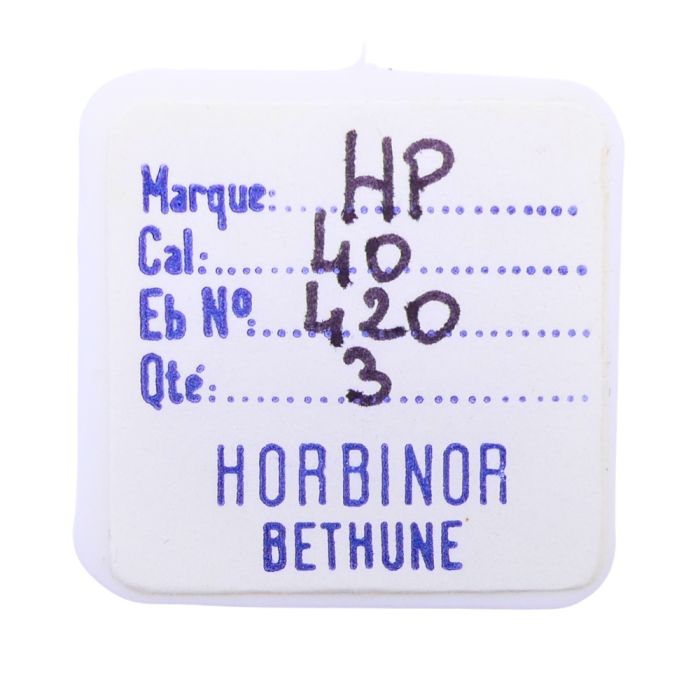 Marque: HP
Cal: 40
Eb Nº: 420
Qté: 3
HORBINOR
BETHUNE